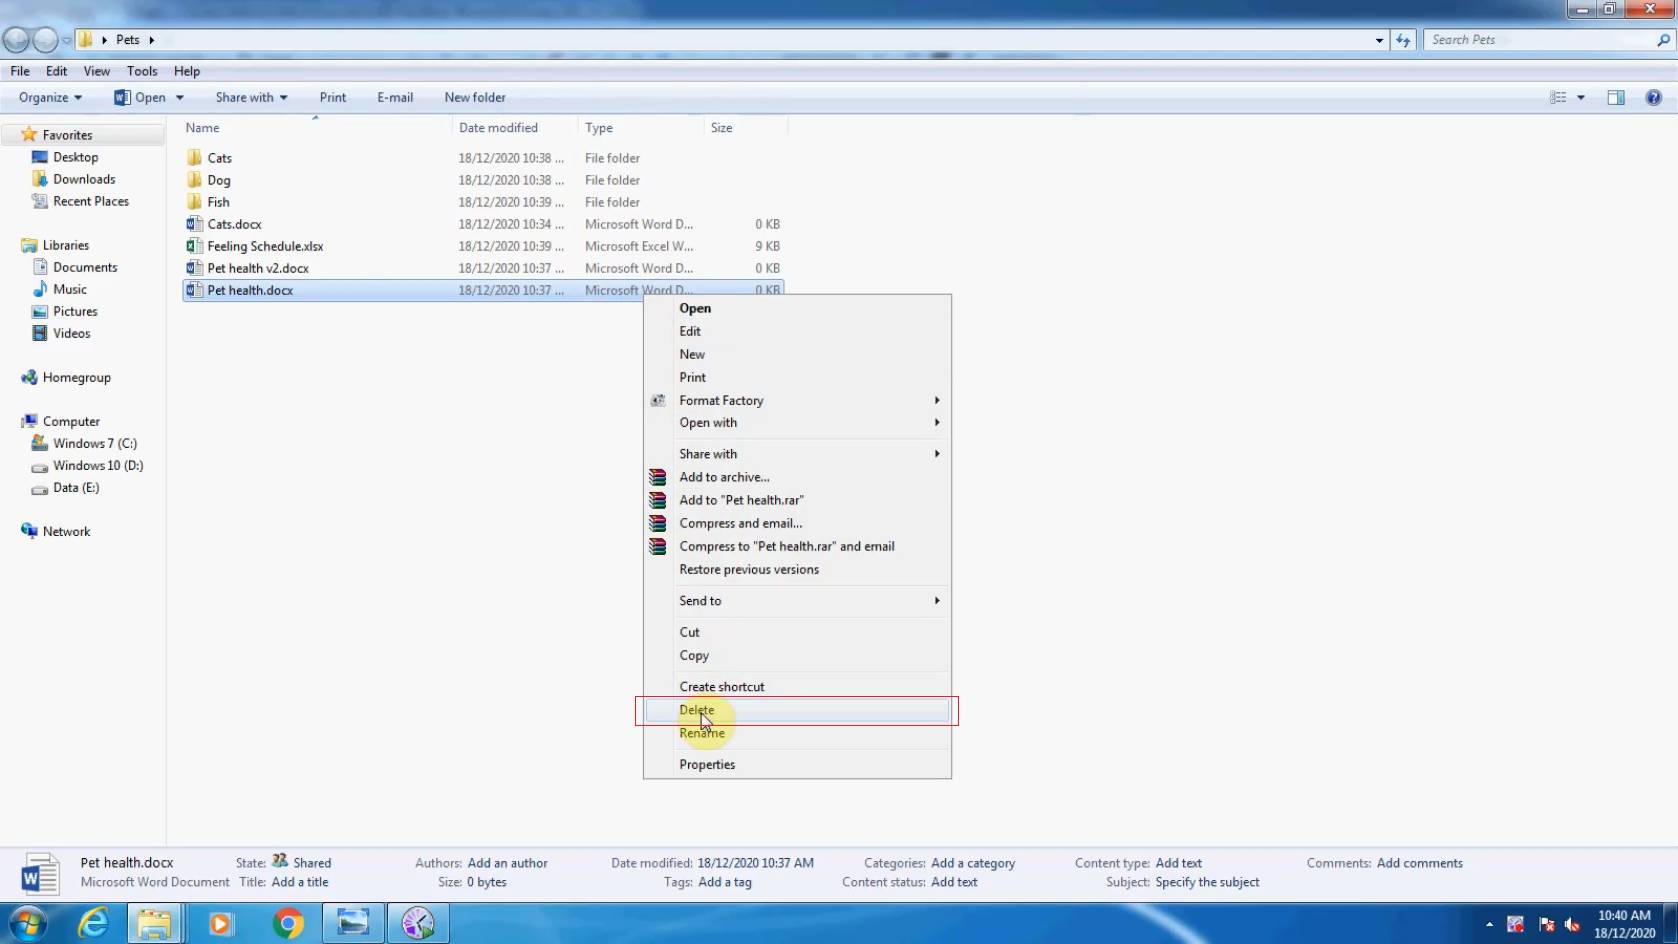 Pets
Search Pets
File Edit View Tools Help
Organize Open Share with Print E-mail New folder
Name Date modified Type Size
Favorites
Desktop
Downloads
Recent Places
Libraries
Documents
Music
Pictures
Videos
Homegroup
Computer
Windows 7 (C:)
Windows 10 (D:)
Data (E:)
Network
Cats 18/12/2020 10:38 ... File folder
Dog 18/12/2020 10:38 ... File folder
Fish 18/12/2020 10:39 ... File folder
Cats.docx 18/12/2020 10:34 ... Microsoft Word D... 0 KB
Feeling Schedule.xlsx 18/12/2020 10:39 ... Microsoft Excel W... 9 KB
Pet health v2.docx 18/12/2020 10:37 ... Microsoft Word D... 0 KB
Pet health.docx 18/12/2020 10:37 ... Microsoft Word D... 0 KB
Open
Edit
New
Print
Format Factory
Open with
Share with
Add to archive...
Add to "Pet health.rar"
Compress and email...
Compress to "Pet health.rar" and email
Restore previous versions
Send to
Cut
Copy
Create shortcut
Delete
Rename
Properties
Pet health.docx State: Shared Authors: Add an author Date modified: 18/12/2020 10:37 AM Categories: Add a category Content type: Add text Comments: Add comments
Microsoft Word Document Title: Add a title Size: 0 bytes Tags: Add a tag Content status: Add text Subject: Specify the subject
10:40 AM
18/12/2020